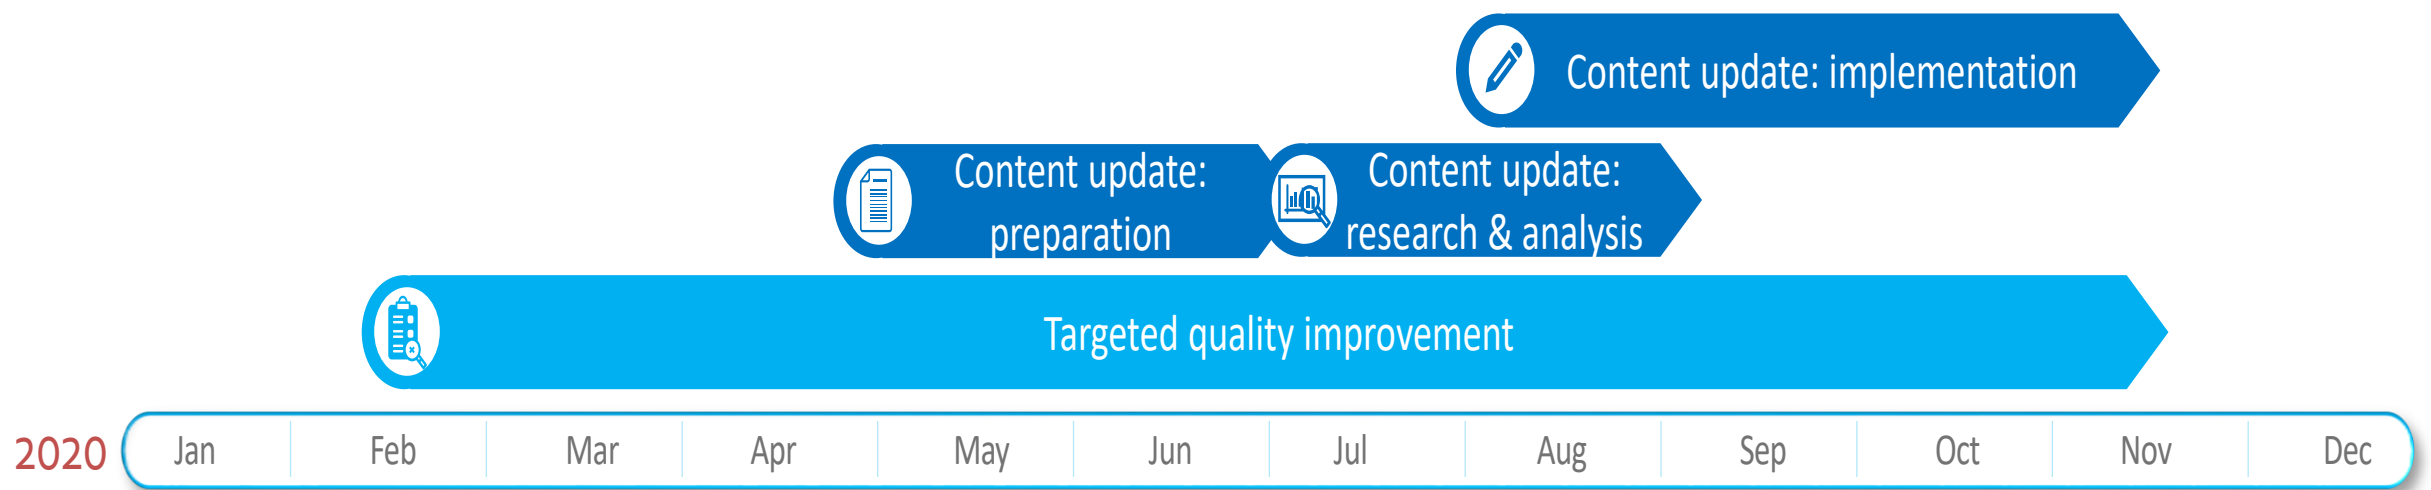 Content update: implementation
Content update:
preparation
Content update:
research & analysis
Targeted quality improvement
2020 Jan Feb Mar Apr May Jun Jul Aug Sep Oct Nov Dec